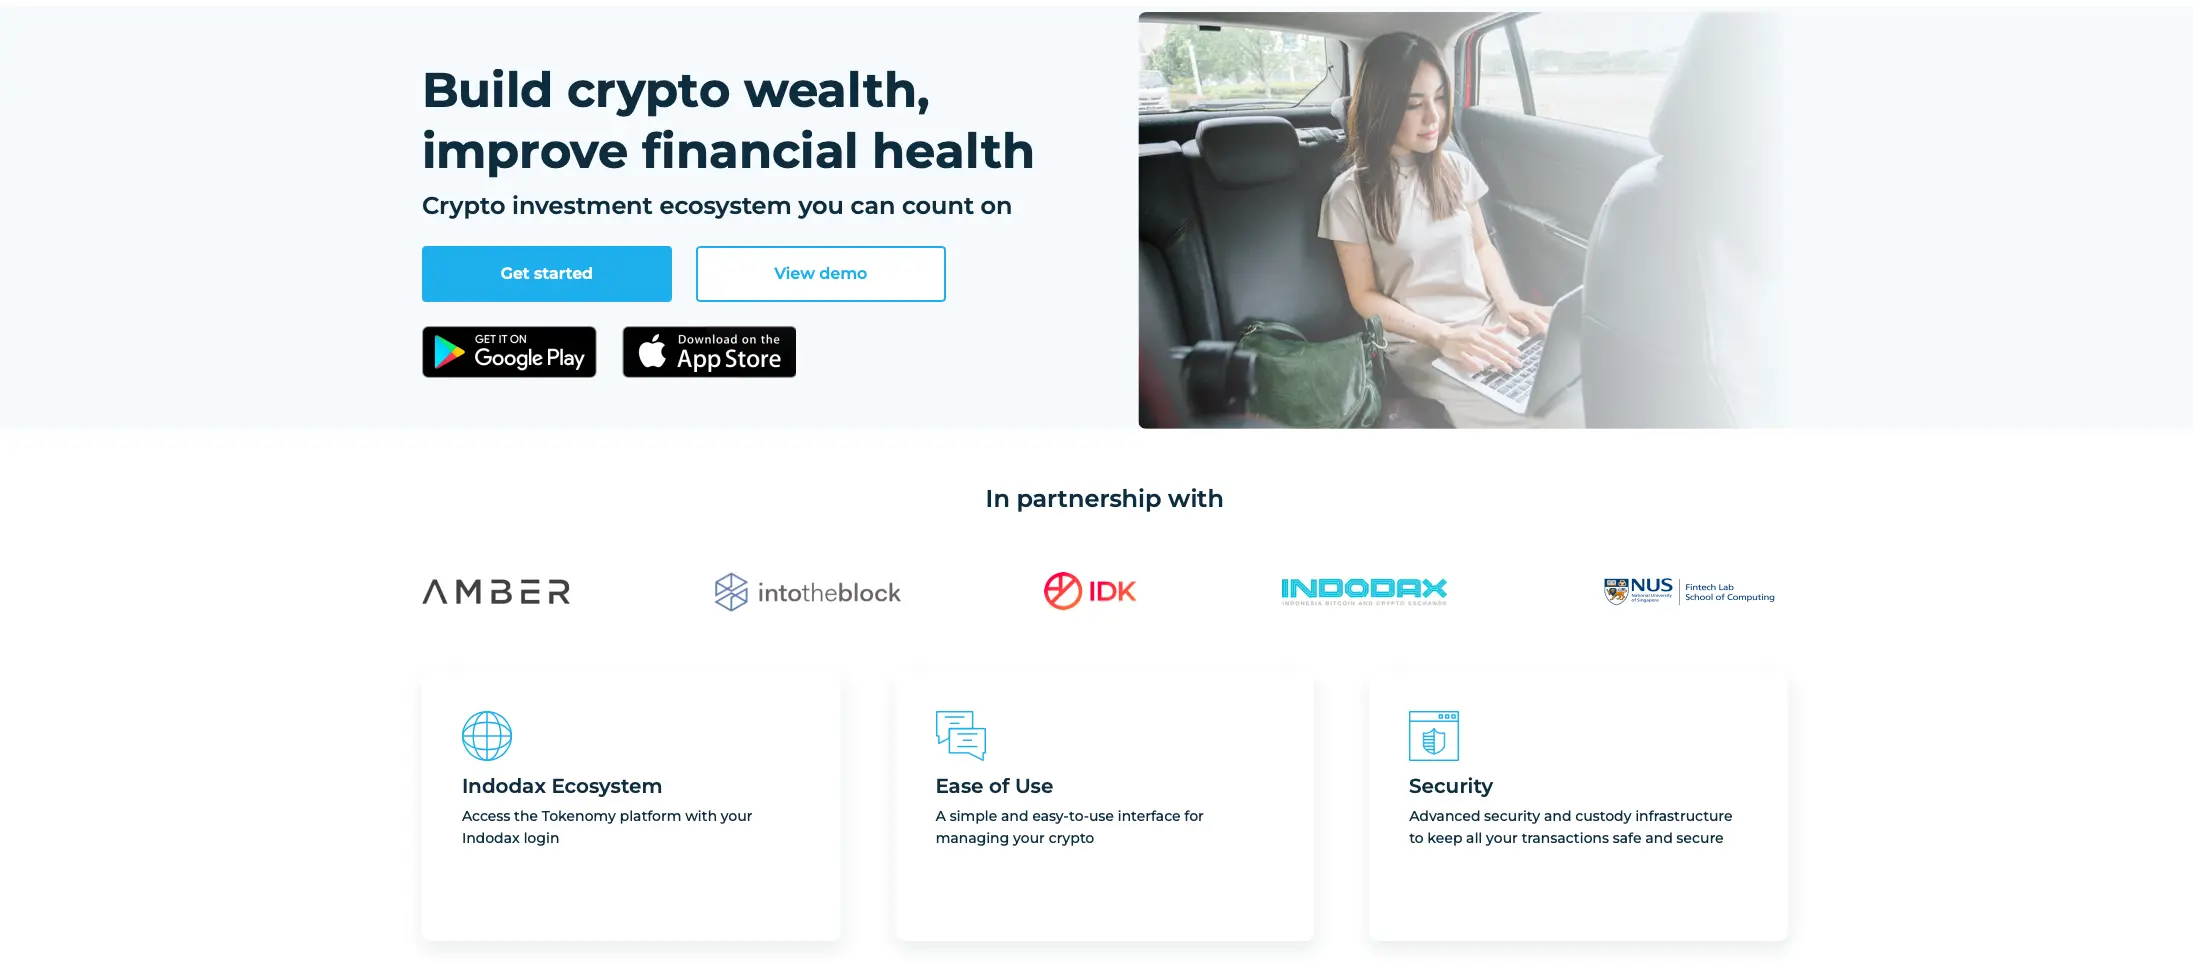 Build crypto wealth,
improve financial health
Crypto investment ecosystem you can count on
Get started
View demo
GET IT ON
Google Play
Download on the
App Store
In partnership with
AMBER
intotheblock
IDK
INDODAX
INDONESIA BITCOIN AND CRYPTO EXCHANGE
NUS
National University
of Singapore
Fintech Lab
School of Computing
Indodax Ecosystem
Access the Tokenomy platform with your
Indodax login
Ease of Use
A simple and easy-to-use interface for
managing your crypto
Security
Advanced security and custody infrastructure
to keep all your transactions safe and secure